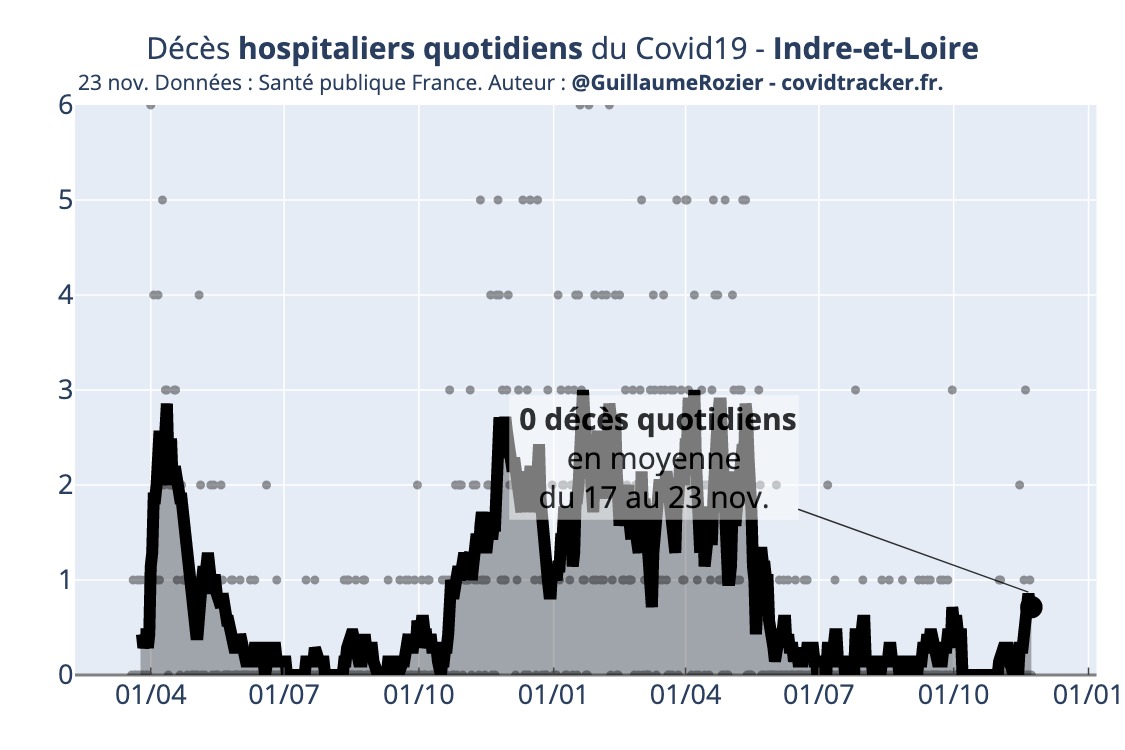 Décès hospitaliers quotidiens du Covid19 - Indre-et-Loire
23 nov. Données : Santé publique France. Auteur : @GuillaumeRozier - covidtracker.fr.
6
5
4
3
0 décès quotidiens
en moyenne
2
du 17 au 23 nov.
1
0
01/04 01/07 01/10 01/01 01/04 01/07 01/10 01/01